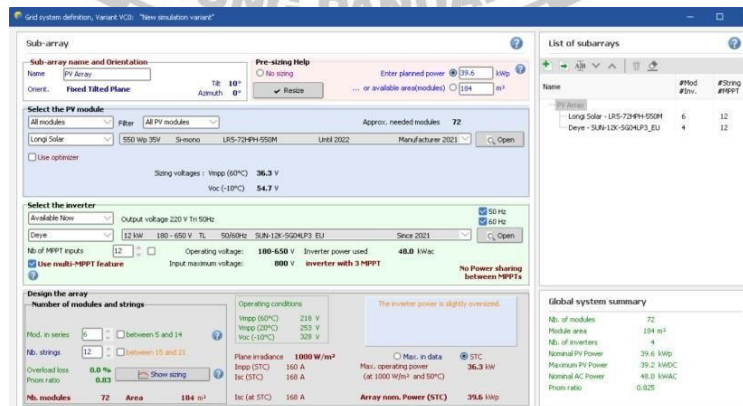 Grid system definition, Variant VC0: "New simulation variant"
Sub-array
Sub-array name and Orientation
Name PV Array
Orient. Fixed Tilted Plane
Tilt 10°
Azimuth 0°
Pre-sizing Help
No sizing
Enter planned power 39.6 kWp
Resize
... or available area(modules) 184 m²
Select the PV module
All modules Filter All PV modules Approx. needed modules 72
Longi Solar 550 Wp 35V Si-mono LR5-72HPH-550M Until 2022 Manufacturer 2021 Open
Use optimizer
Sizing voltages : Vmpp (60°C) 36.3 V
Voc (-10°C) 54.7 V
Select the inverter
Available Now Output voltage 220 V Tri 50Hz
50 Hz
60 Hz
Deye 12 kW 180 - 650 V TL 50/60Hz SUN-12K-SG04LP3_EU Since 2021 Open
Nb of MPPT inputs 12 Operating voltage: 180-650 V Inverter power used 48.0 kWac
Use multi-MPPT feature Input maximum voltage: 800 V inverter with 3 MPPT
No Power sharing
between MPPTs
Design the array
Number of modules and strings
Mod. in series 6 between 5 and 14
Nb. strings 12 between 15 and 21
Overload loss 0.0 %
Pnom ratio 0.83
Show sizing
Nb. modules 72 Area 184 m²
Operating conditions
Vmpp (60°C) 218 V
Vmpp (20°C) 253 V
Voc (-10°C) 328 V
The inverter power is slightly oversized.
Plane irradiance 1000 W/m²
Impp (STC) 160 A
Isc (STC) 168 A
Isc (at STC) 168 A
Max. in data STC
Max. operating power 36.3 kW
(at 1000 W/m² and 50°C)
Array nom. Power (STC) 39.6 kWp
List of subarrays
Name #Mod #String
#Inv. #MPPT
PV Array
Longi Solar - LR5-72HPH-550M 6 12
Deye - SUN-12K-SG04LP3_EU 4 12
Global system summary
Nb. of modules 72
Module area 184 m²
Nb. of inverters 4
Nominal PV Power 39.6 kWp
Maximum PV Power 39.2 kWDC
Nominal AC Power 48.0 kWAC
Pnom ratio 0.825